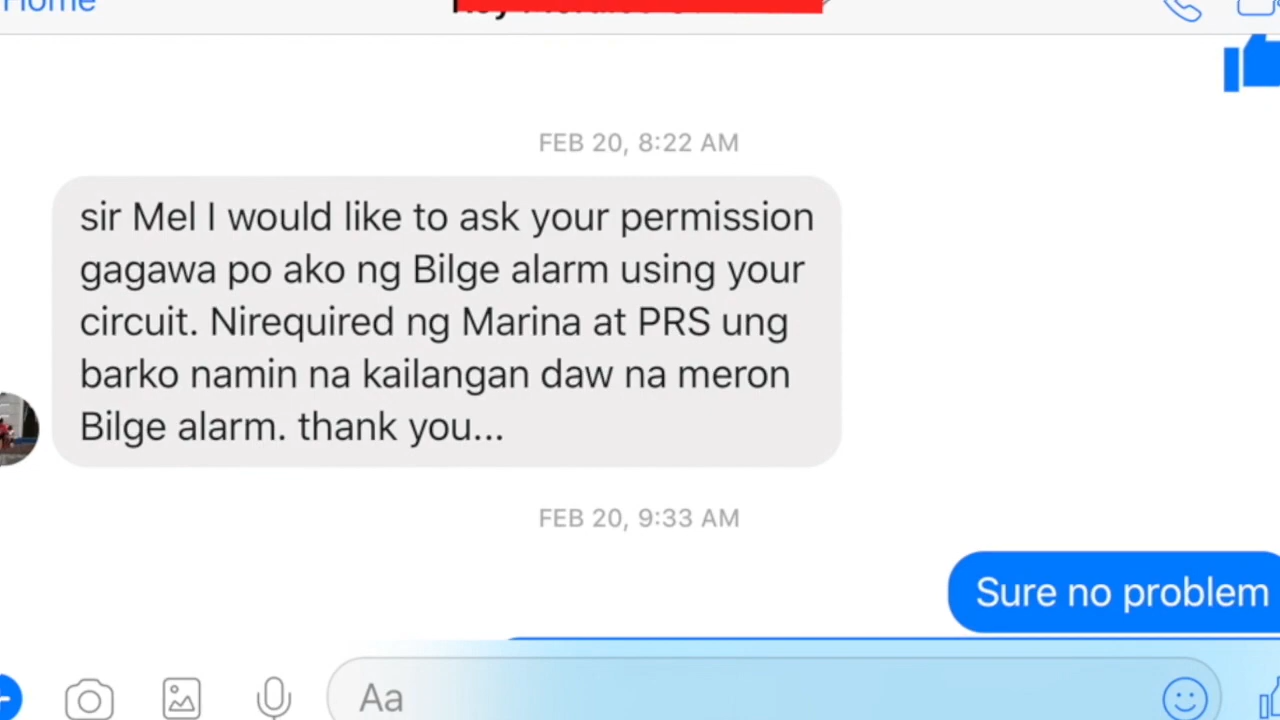 Home
FEB 20, 8:22 AM
sir Mel I would like to ask your permission
gagawa po ako ng Bilge alarm using your
circuit. Nirequired ng Marina at PRS ung
barko namin na kailangan daw na meron
Bilge alarm. thank you...
FEB 20, 9:33 AM
Sure no problem
Aa